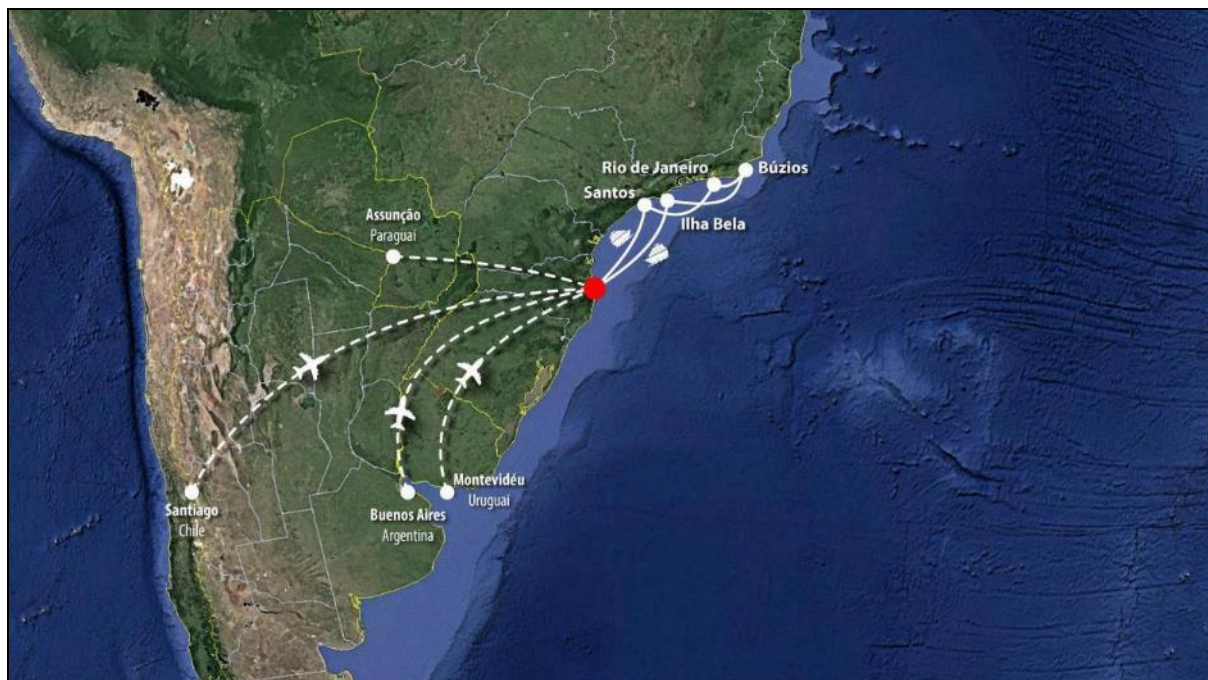 Rio de Janeiro
Búzios
Santos
Ilha Bela
Assunção
Paraguai
Montevidéu
Uruguai
Santiago
Chile
Buenos Aires
Argentina